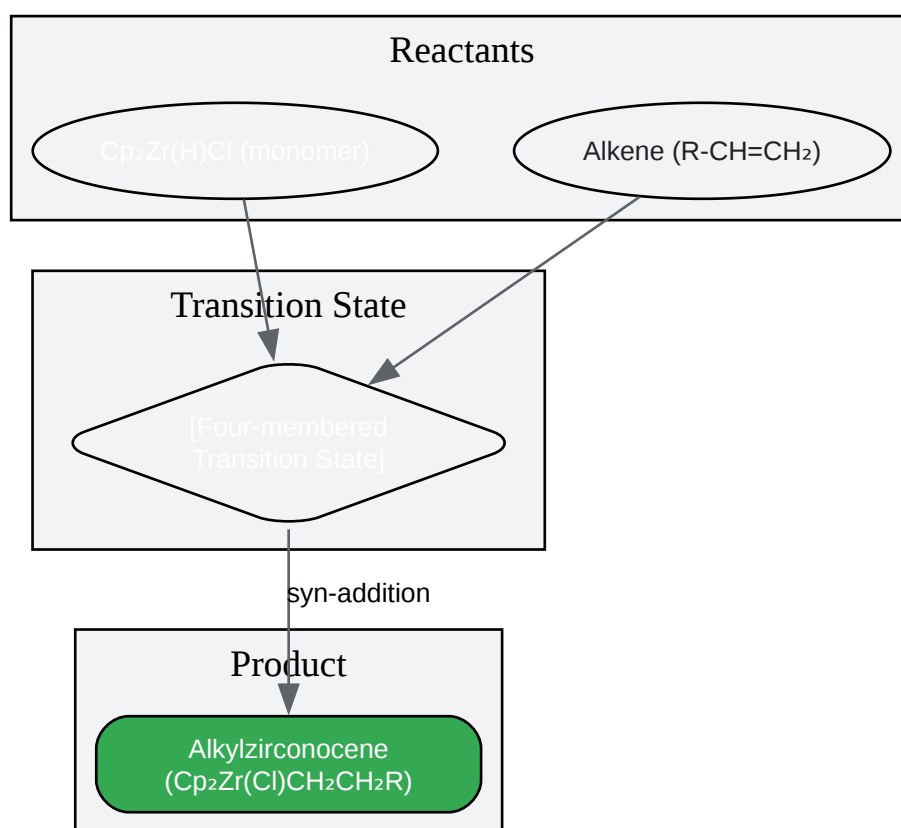 Reactants
Cp₂Zr(H)Cl (monomer)
Alkene (R-CH=CH₂)
Transition State
[Four-membered
Transition State]
syn-addition
Product
Alkylzirconocene
(Cp₂Zr(Cl)CH₂CH₂R)